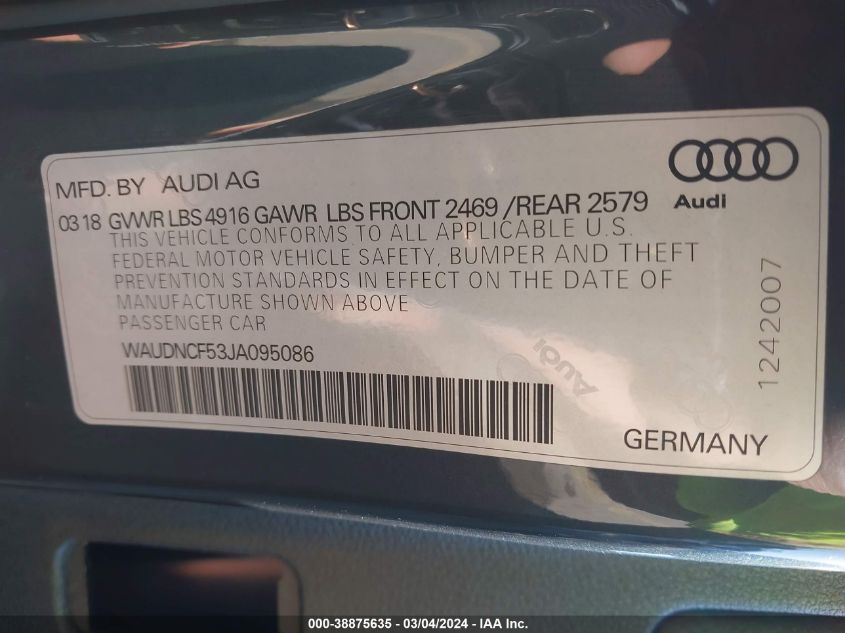 MFD. BY AUDI AG
Audi
03 18 GVWR LBS 4916 GAWR LBS FRONT 2469 /REAR 2579
THIS VEHICLE CONFORMS TO ALL APPLICABLE U.S.
FEDERAL MOTOR VEHICLE SAFETY, BUMPER AND THEFT
PREVENTION STANDARDS IN EFFECT ON THE DATE OF
MANUFACTURE SHOWN ABOVE
PASSENGER CAR
WAUDNCF53JA095086
Audi
1242007
GERMANY
000-38875635 - 03/04/2024 - IAA Inc.